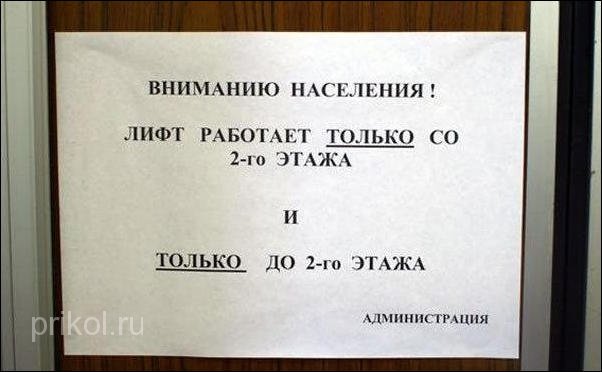 ВНИМАНИЮ НАСЕЛЕНИЯ !
ЛИФТ РАБОТАЕТ ТОЛЬКО СО
2-го ЭТАЖА
И
ТОЛЬКО ДО 2-го ЭТАЖА
АДМИНИСТРАЦИЯ
prikol.ru